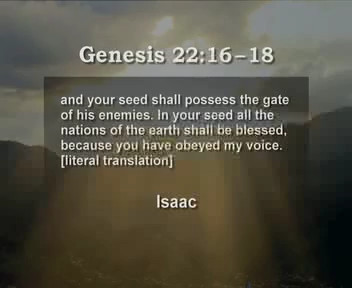 Genesis 22:16-18
and your seed shall possess the gate
of his enemies. In your seed all the
nations of the earth shall be blessed,
because you have obeyed my voice.
[literal translation]
Isaac